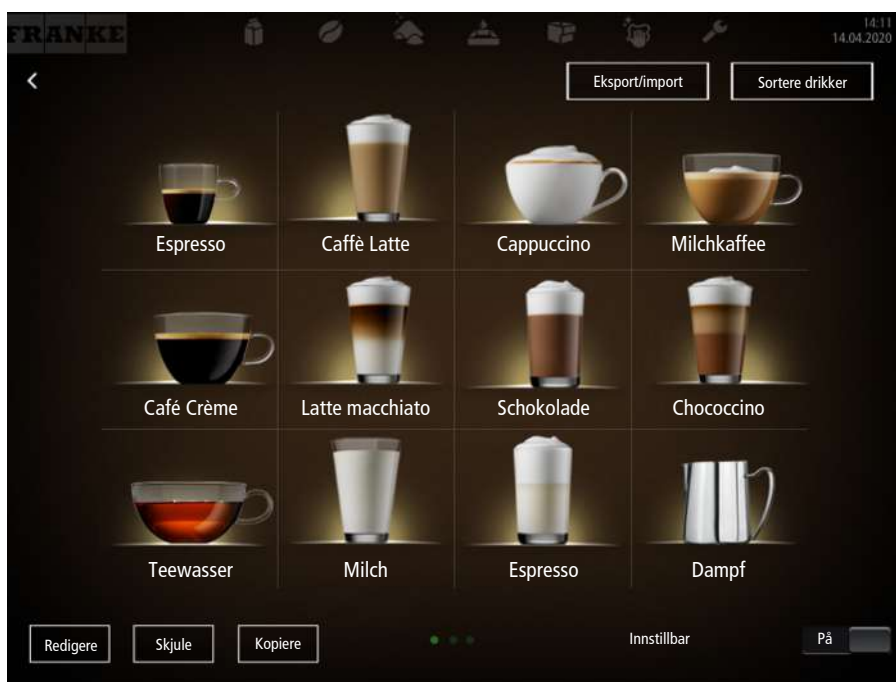 FRANKE
14:11
14.04.2020
Eksport/import
Sortere drikker
Espresso
Caffè Latte
Cappuccino
Milchkaffee
Café Crème
Latte macchiato
Schokolade
Chococcino
Teewasser
Milch
Espresso
Dampf
Redigere
Skjule
Kopiere
Innstillbar
På